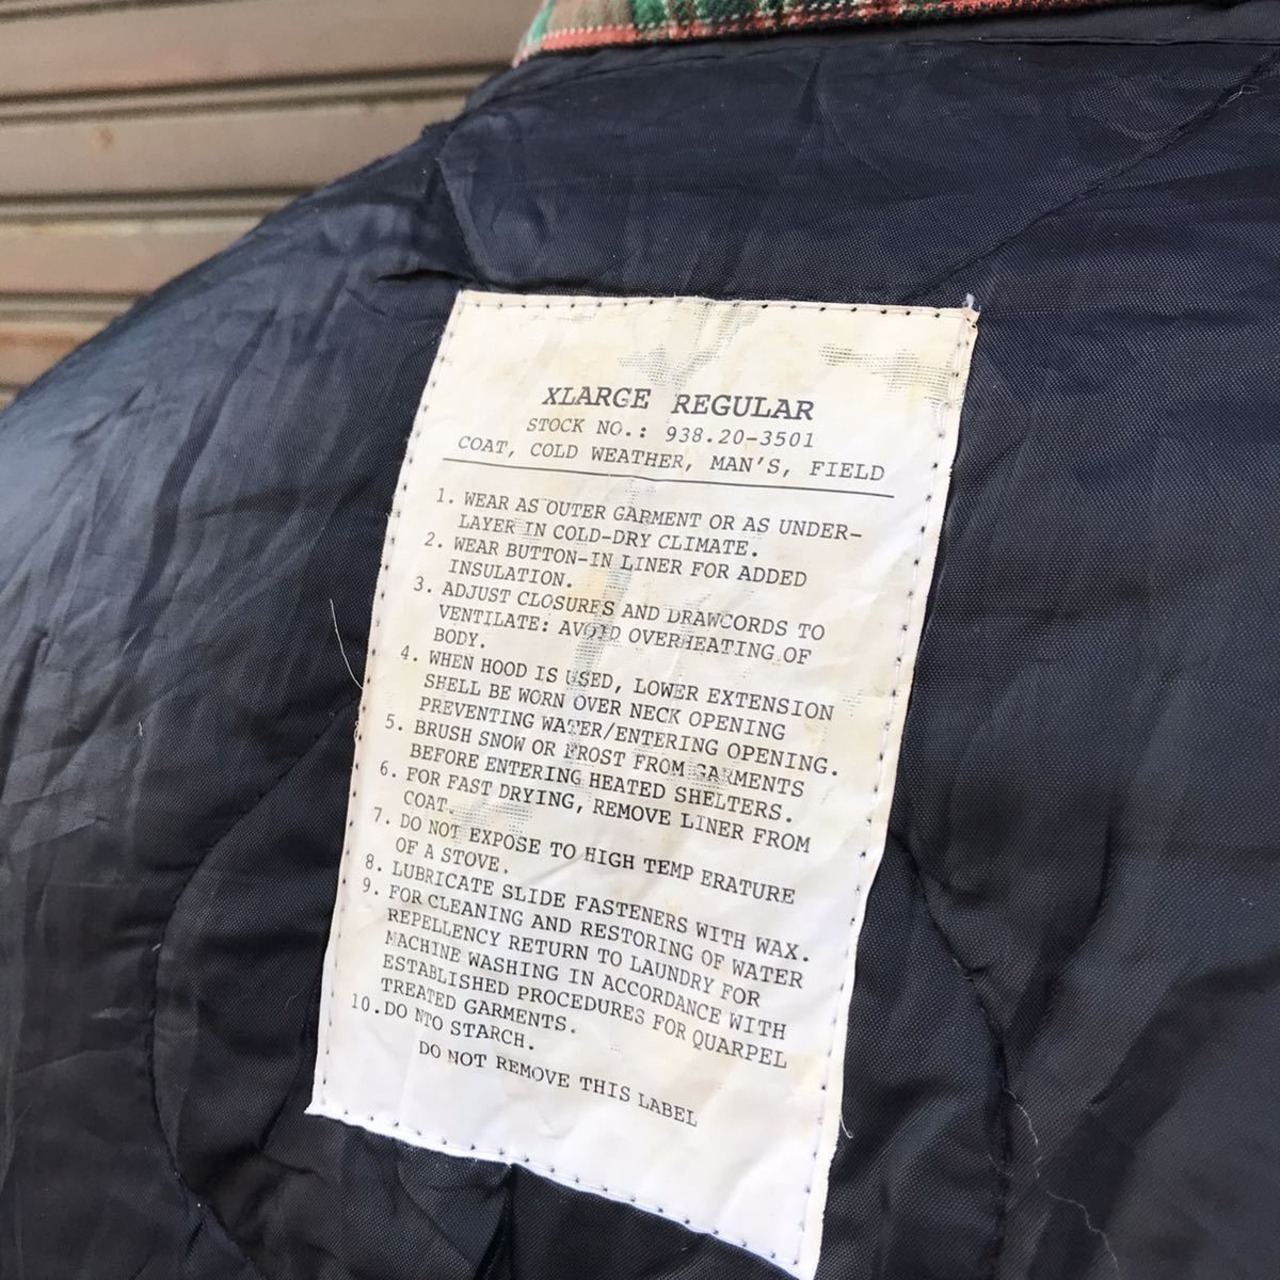 XLARGE REGULAR
STOCK NO.: 938.20-3501
COAT, COLD WEATHER, MAN'S, FIELD
1. WEAR AS OUTER GARMENT OR AS UNDER-
LAYER IN COLD-DRY CLIMATE.
2. WEAR BUTTON-IN LINER FOR ADDED
INSULATION.
3. ADJUST CLOSURES AND DRAWCORDS TO
VENTILATE: AVOID OVERHEATING OF
BODY.
4. WHEN HOOD IS USED, LOWER EXTENSION
SHELL BE WORN OVER NECK OPENING
PREVENTING WATER/ENTERING OPENING.
5. BRUSH SNOW OR FROST FROM GARMENTS
BEFORE ENTERING HEATED SHELTERS.
6. FOR FAST DRYING, REMOVE LINER FROM
COAT.
7. DO NOT EXPOSE TO HIGH TEMP ERATURE
OF A STOVE.
8. LUBRICATE SLIDE FASTENERS WITH WAX.
9. FOR CLEANING AND RESTORING OF WATER
REPELLENCY RETURN TO LAUNDRY FOR
MACHINE WASHING IN ACCORDANCE WITH
ESTABLISHED PROCEDURES FOR QUARPEL
TREATED GARMENTS.
10. DO NTO STARCH.
DO NOT REMOVE THIS LABEL